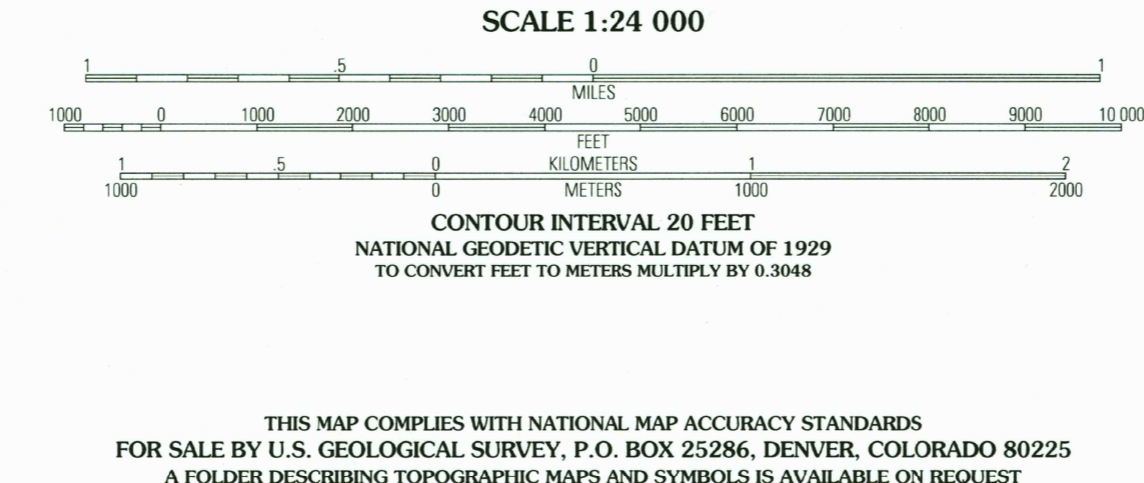 SCALE 1:24 000
1 .5 0 1
MILES
1000 0 1000 2000 3000 4000 5000 6000 7000 8000 9000 10 000
FEET
1 .5 0 KILOMETERS 1 2
1000 0 METERS 1000 2000
CONTOUR INTERVAL 20 FEET
NATIONAL GEODETIC VERTICAL DATUM OF 1929
TO CONVERT FEET TO METERS MULTIPLY BY 0.3048
THIS MAP COMPLIES WITH NATIONAL MAP ACCURACY STANDARDS
FOR SALE BY U.S. GEOLOGICAL SURVEY, P.O. BOX 25286, DENVER, COLORADO 80225
A FOLDER DESCRIBING TOPOGRAPHIC MAPS AND SYMBOLS IS AVAILABLE ON REQUEST